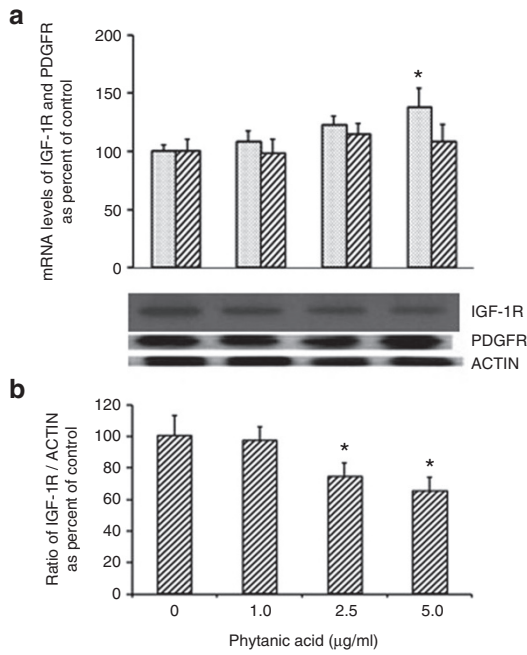 a
mRNA levels of IGF-1R and PDGFR
as percent of control
200
150
100
50
0
*
IGF-1R
PDGFR
ACTIN
b
Ratio of IGF-1R / ACTIN
as percent of control
120
100
80
60
40
20
0
*
*
0 1.0 2.5 5.0
Phytanic acid (μg/ml)